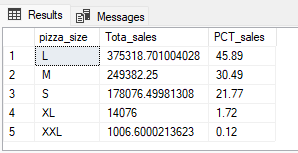 Results Messages
pizza_size Tota_sales PCT_sales
1 L 375318.701004028 45.89
2 M 249382.25 30.49
3 S 178076.49981308 21.77
4 XL 14076 1.72
5 XXL 1006.6000213623 0.12